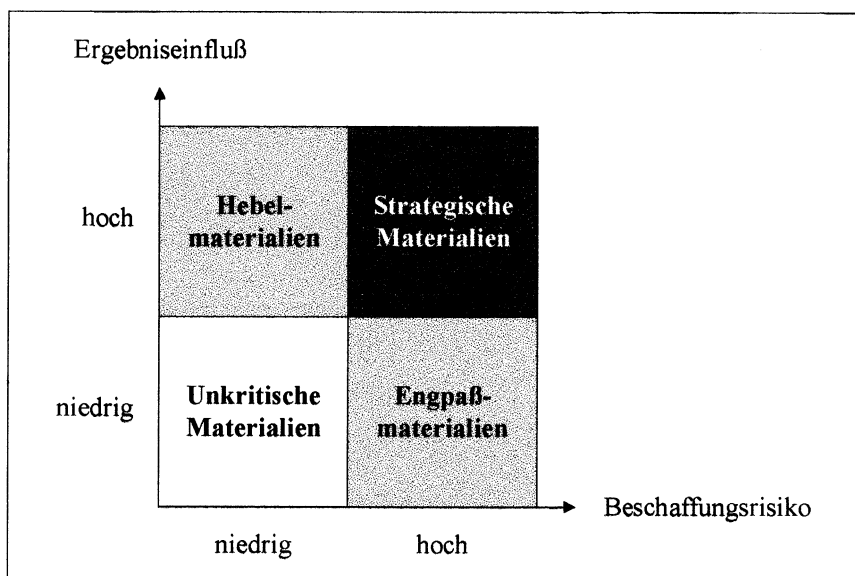 Ergebniseinfluß
hoch
Hebel-
materialien
Strategische
Materialien
niedrig
Unkritische
Materialien
Engpaß-
materialien
Beschaffungsrisiko
niedrig
hoch